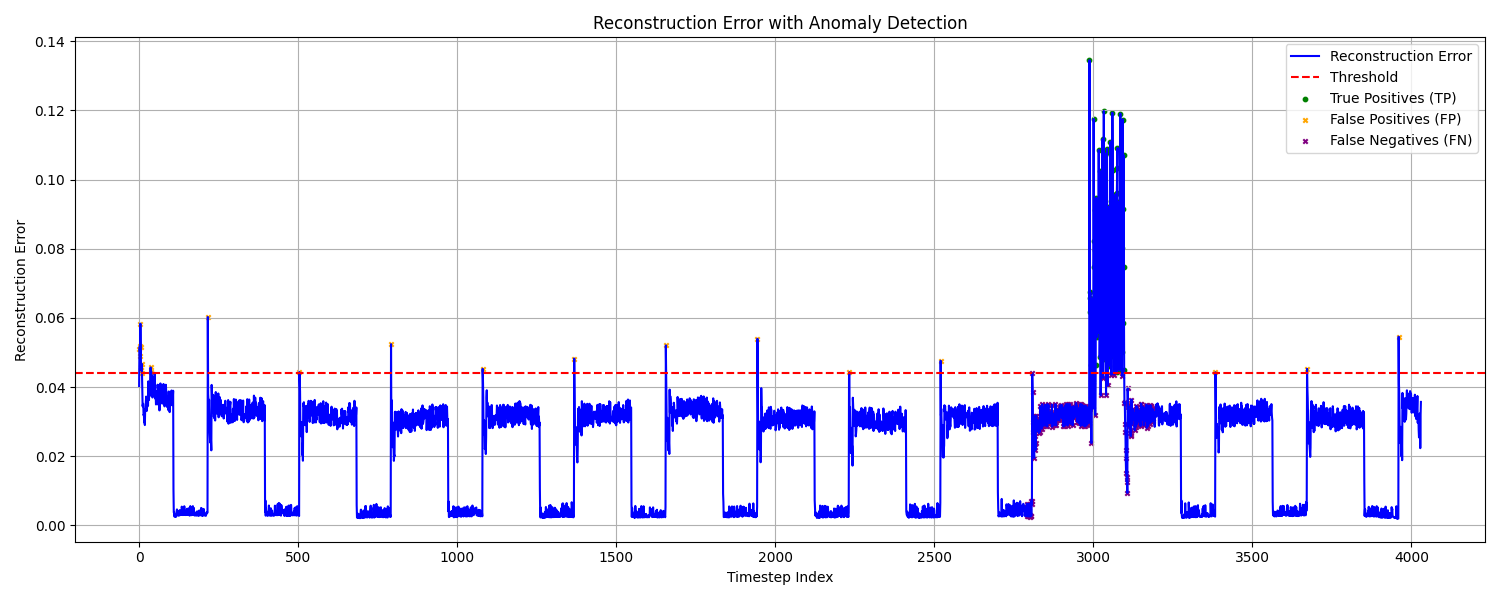 Reconstruction Error with Anomaly Detection
Reconstruction Error
0.14
0.12
0.10
0.08
0.06
0.04
0.02
0.00
Reconstruction Error
Threshold
True Positives (TP)
False Positives (FP)
False Negatives (FN)
0 500 1000 1500 2000 2500 3000 3500 4000
Timestep Index